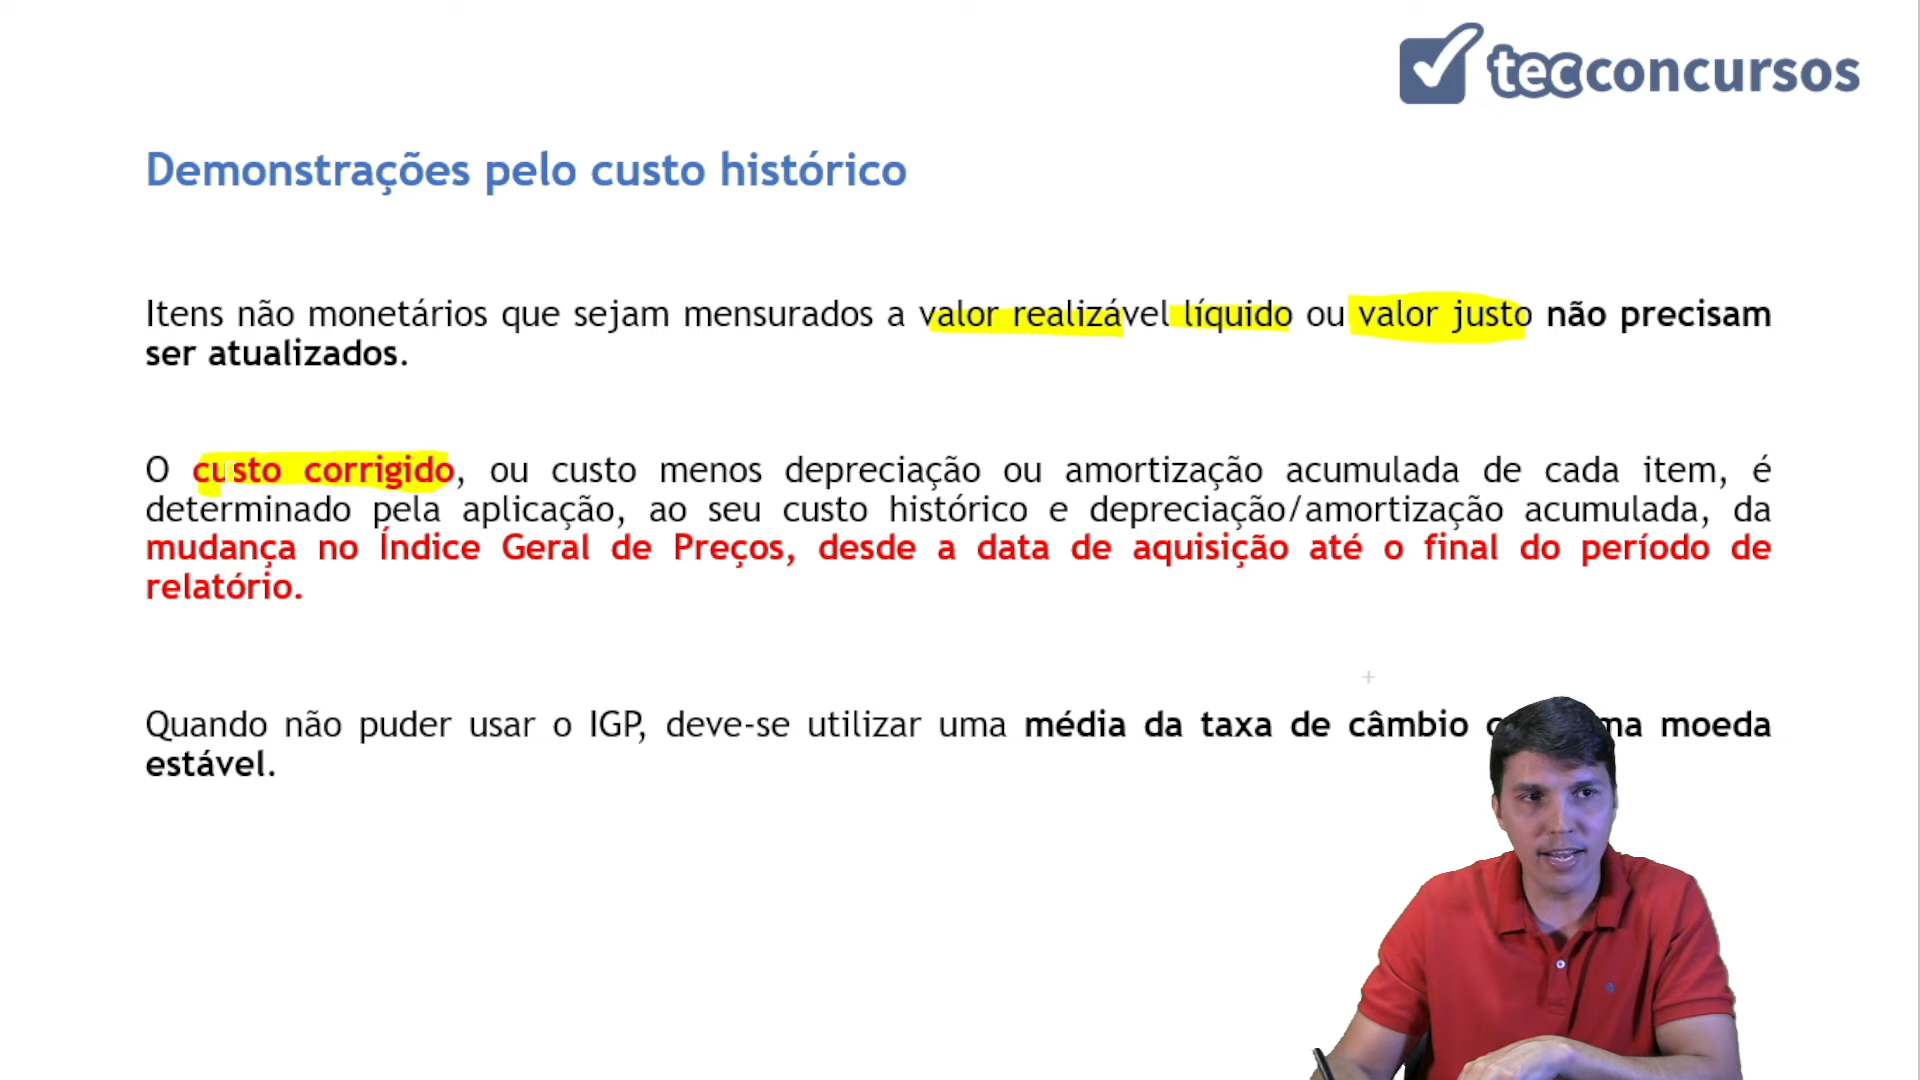 tecconcursos
Demonstrações pelo custo histórico
Itens não monetários que sejam mensurados a valor realizável líquido ou valor justo não precisam
ser atualizados.
O custo corrigido, ou custo menos depreciação ou amortização acumulada de cada item, é
determinado pela aplicação, ao seu custo histórico e depreciação/amortização acumulada, da
mudança no Índice Geral de Preços, desde a data de aquisição até o final do período de
relatório.
Quando não puder usar o IGP, deve-se utilizar uma média da taxa de câmbio moeda
estável.